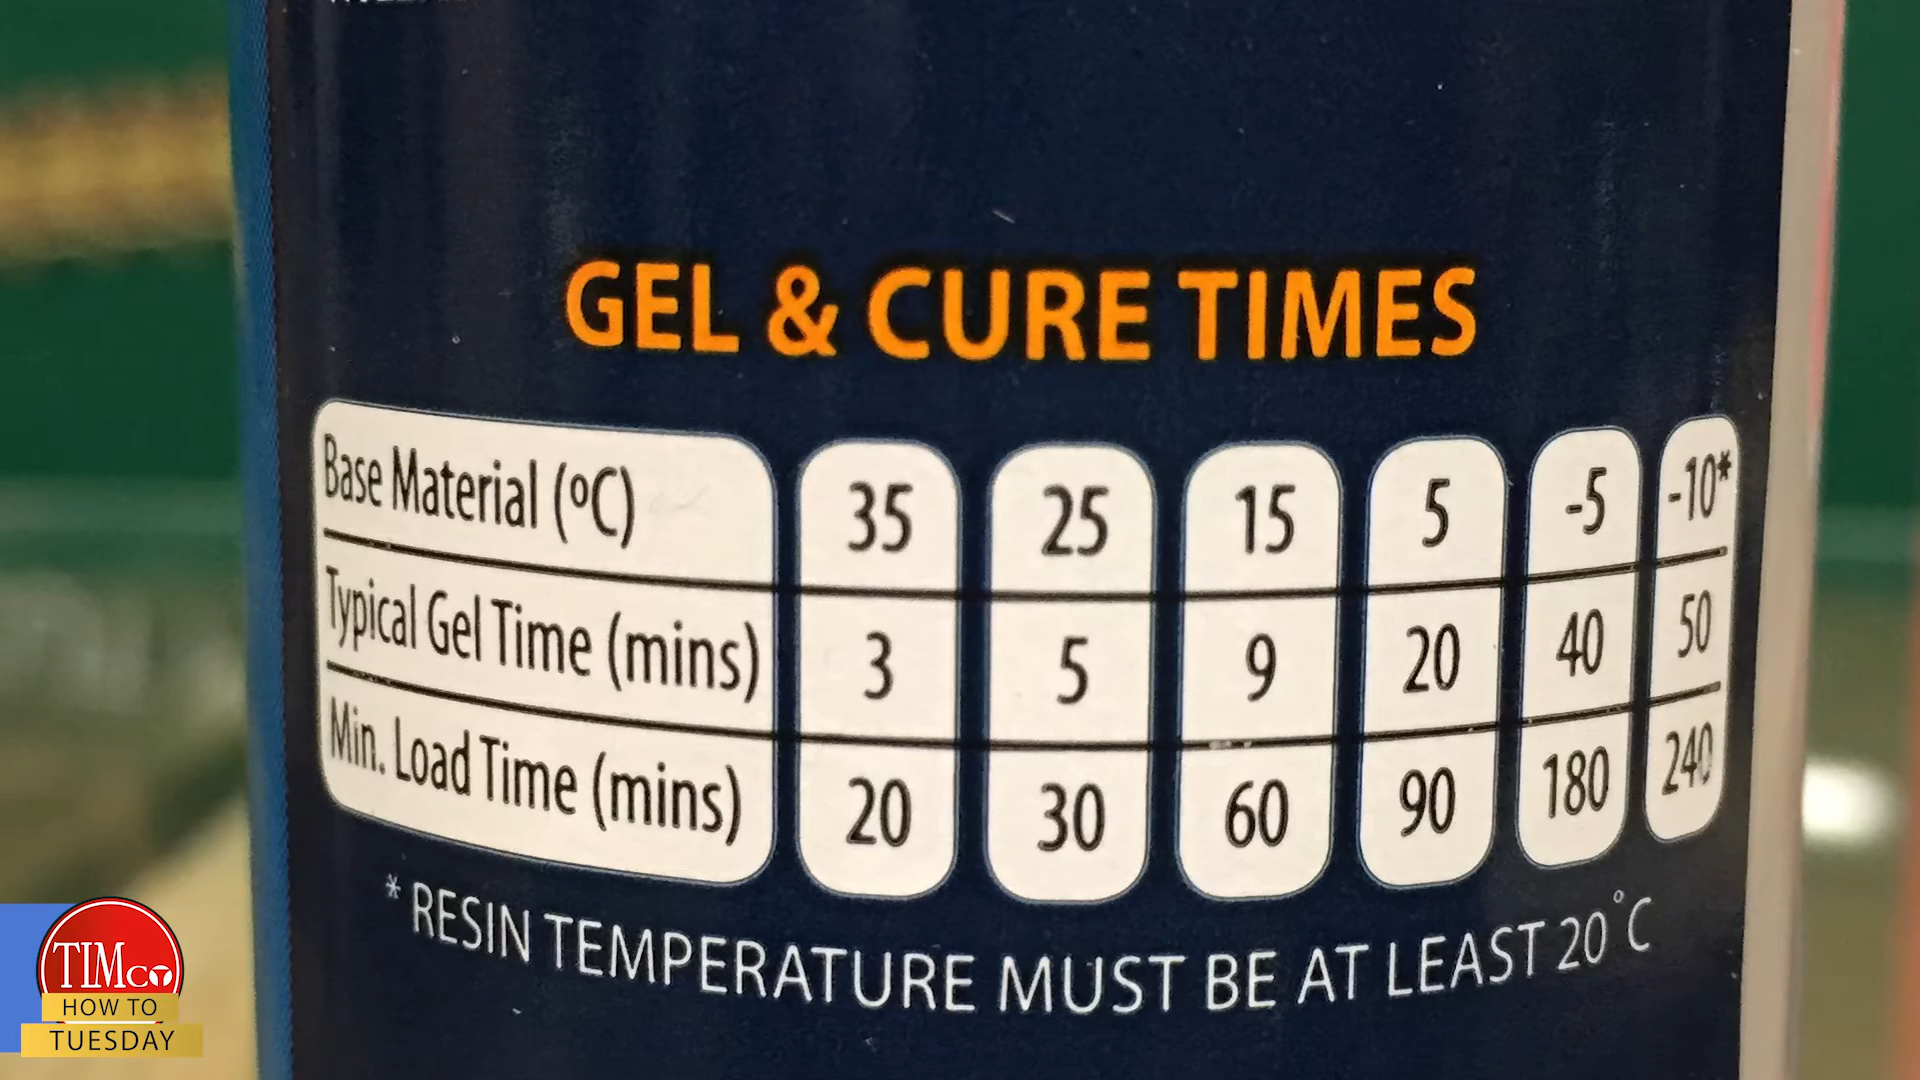 GEL & CURE TIMES
Base Material (ºC) 35 25 15 5 -5 -10*
Typical Gel Time (mins) 3 5 9 20 40 50
Min. Load Time (mins) 20 30 60 90 180 240
* RESIN TEMPERATURE MUST BE AT LEAST 20°C
TIMco
HOW TO
TUESDAY